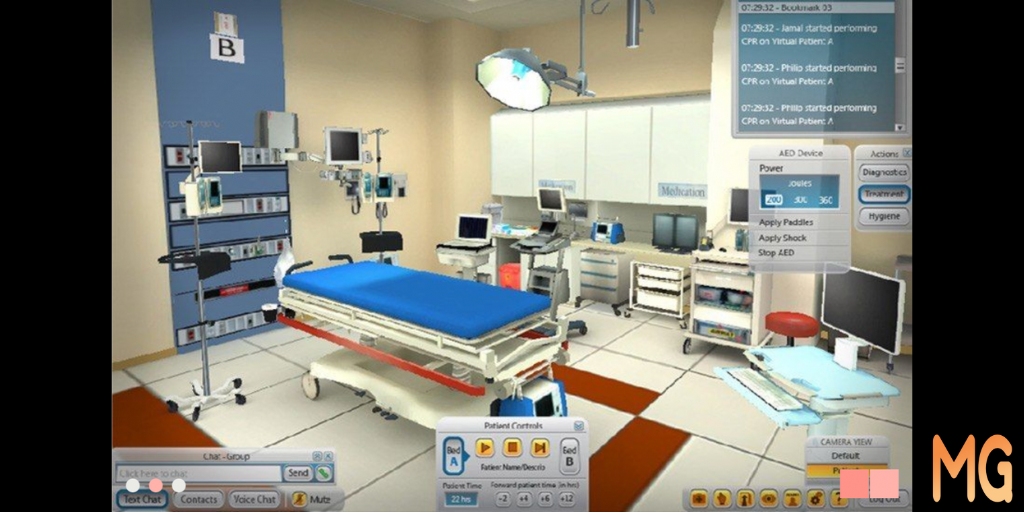 B
07:29:32 - Bookmark 03
07:29:32 - Jamal started performing
CPR on Virtual Patient A
07:29:32 - Philip started performing
CPR on Virtual Patient A
07:29:32 - Philip started performing
CPR on Virtual Patient A
AED Device
Power
Joules
200 300 360
Apply Paddles
Apply Shock
Stop AED
Actions
Diagnostics
Treatment
Hygiene
Medication
Medication
Patient Controls
Bed
A
Bed
B
Patient Name/Descrip
Patient Time
Forward patient time (in hrs)
22 hrs
-2 +4 +6 +12
Chat - Group
Click here to chat
Send
Text Chat
Contacts
Voice Chat
Mute
CAMERA VIEW
Default
Log Out
MG